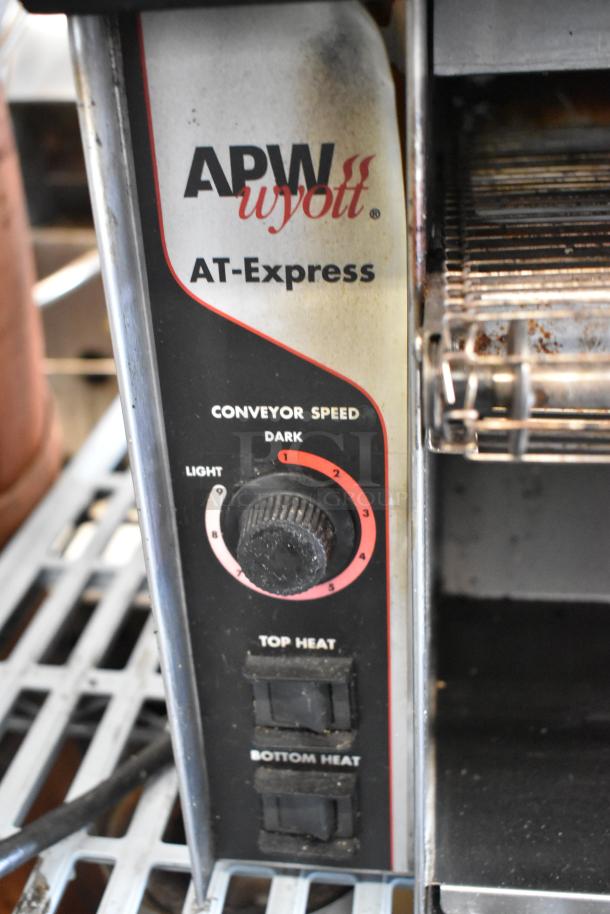 APW
wyott®
AT-Express
CONVEYOR SPEED
DARK
LIGHT
1
2
3
4
5
7
8
9
TOP HEAT
BOTTOM HEAT